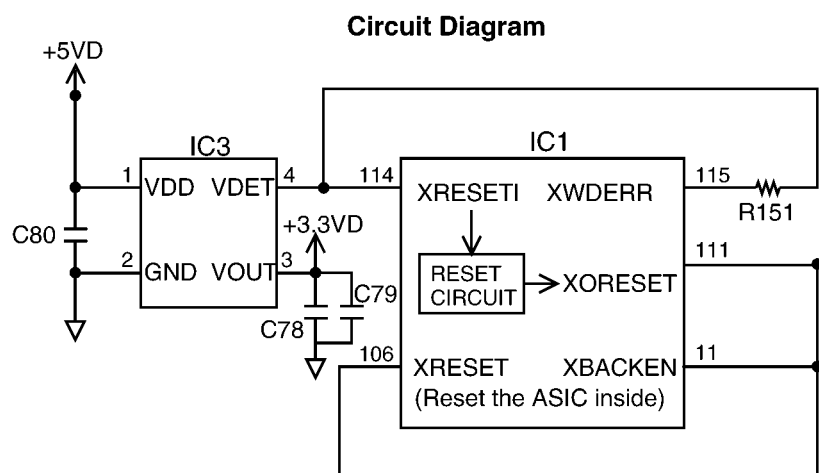 Circuit Diagram
+5VD
IC3
IC1
1
VDD
VDET
4
114
XRESETI
XWDERR
115
R151
C80
+3.3VD
2
GND
VOUT
3
RESET
CIRCUIT
XORESET
111
C79
C78
106
XRESET
XBACKEN
11
(Reset the ASIC inside)